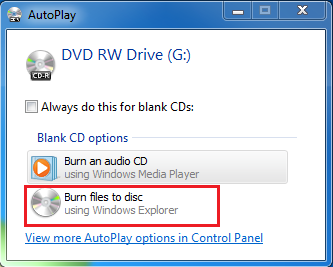 AutoPlay
DVD RW Drive (G:)
CD-R
Always do this for blank CDs:
Blank CD options
Burn an audio CD
using Windows Media Player
Burn files to disc
using Windows Explorer
View more AutoPlay options in Control Panel